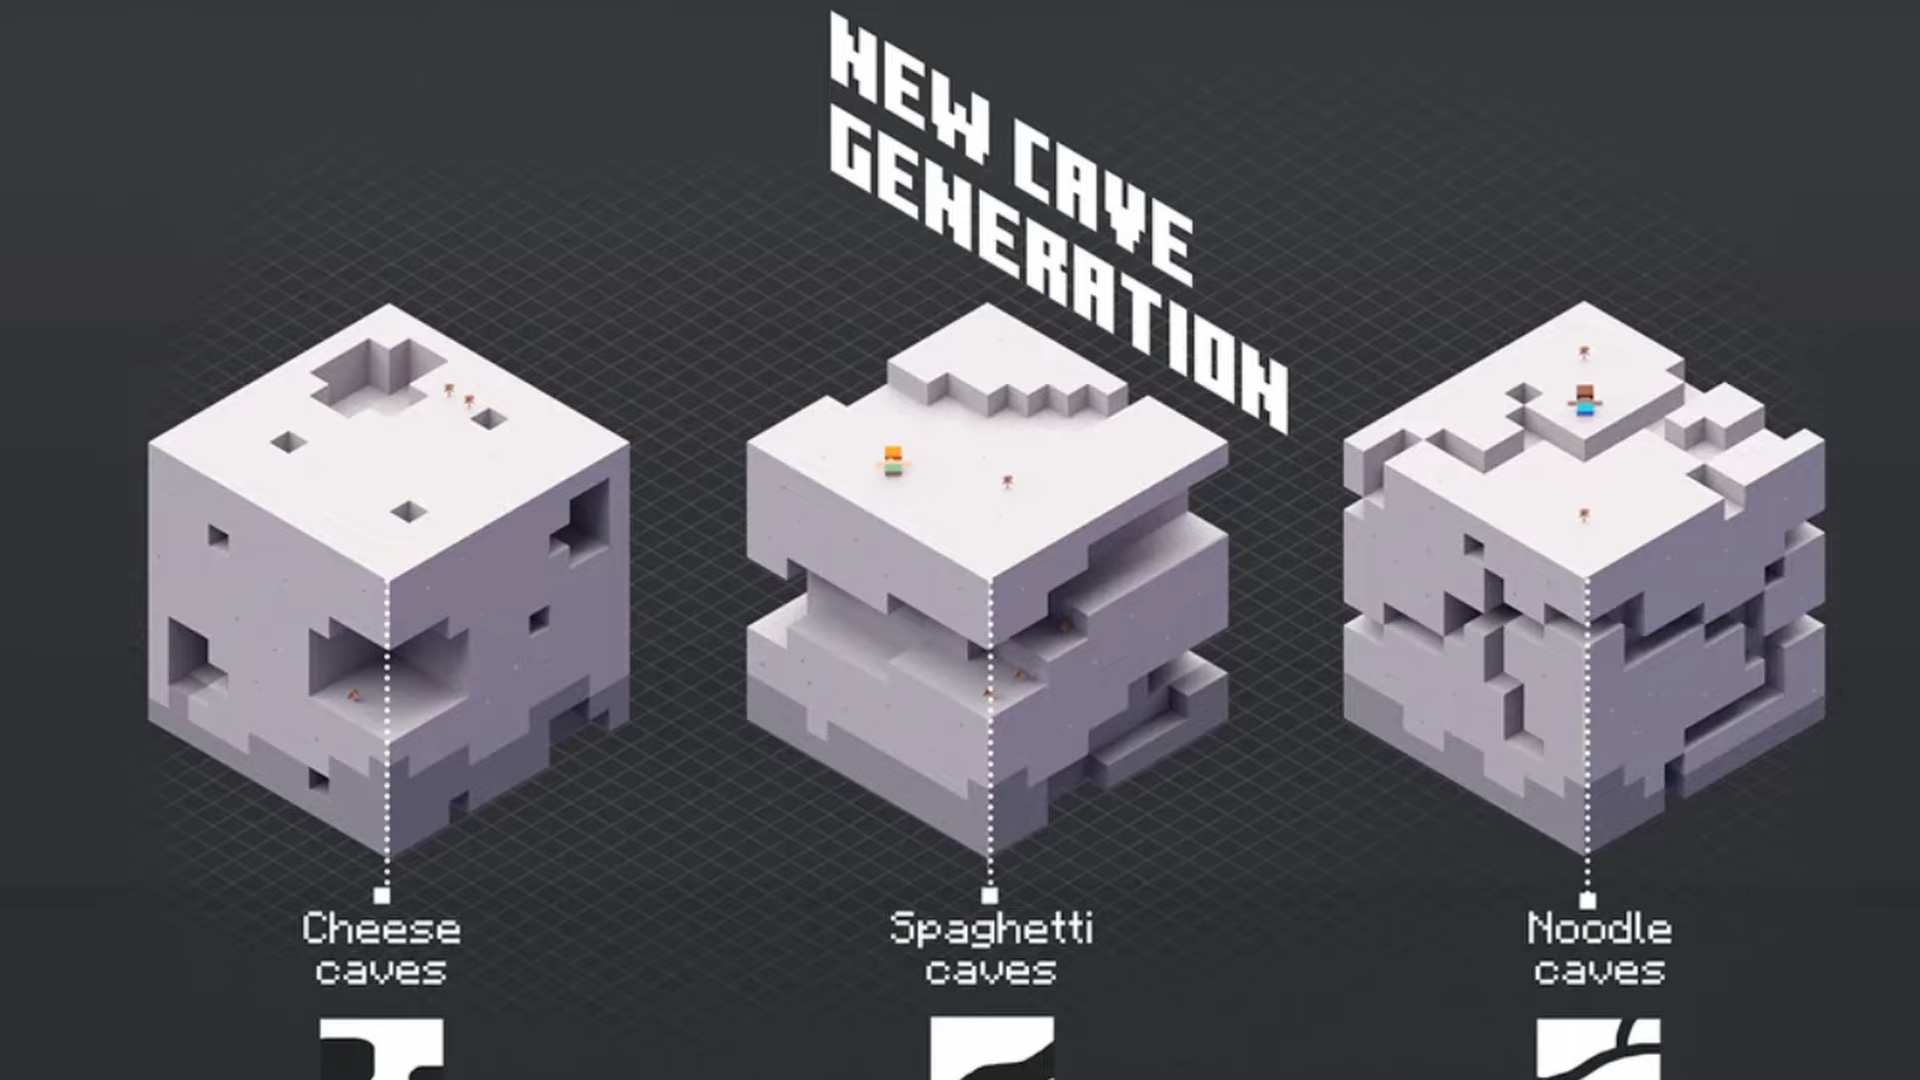 NEW CAVE
GENERATION
Cheese
caves
Spaghetti
caves
Noodle
caves